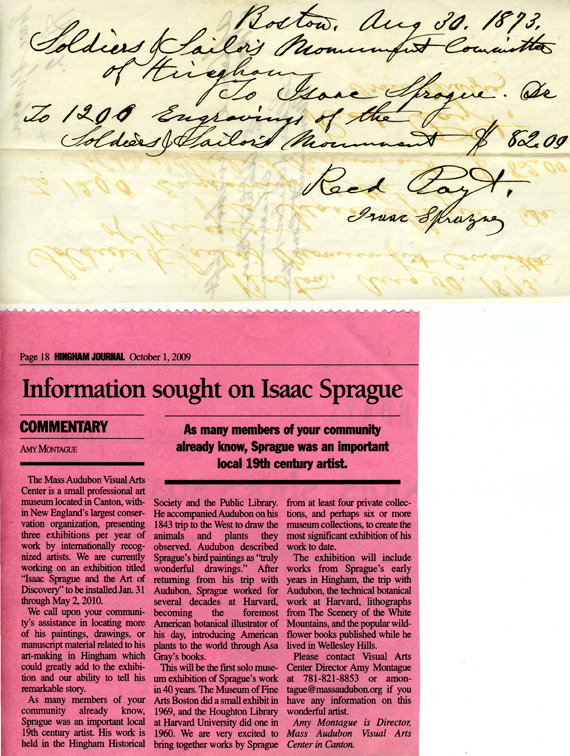 Boston. Aug 30. 1873.
Soldiers & Sailor's Monument Committee
of Hingham
To Isaac Sprague. Dr
To 1200 Engravings of the
Soldiers & Sailor's Monument $ 82.00
Recd Payt.
Isaac Sprague
Page 18 HINGHAM JOURNAL October 1, 2009
Information sought on Isaac Sprague
COMMENTARY
AMY MONTAGUE
As many members of your community
already know, Sprague was an important
local 19th century artist.
The Mass Audubon Visual Arts
Center is a small professional art
museum located in Canton, with-
in New England's largest conser-
vation organization, presenting
three exhibitions per year of
work by internationally recog-
nized artists. We are currently
working on an exhibition titled
"Isaac Sprague and the Art of
Discovery" to be installed Jan. 31
through May 2, 2010.
We call upon your communi-
ty's assistance in locating more
of his paintings, drawings, or
manuscript material related to his
art-making in Hingham which
could greatly add to the exhibi-
tion and our ability to tell his
remarkable story.
As many members of your
community already know,
Sprague was an important local
19th century artist. His work is
held in the Hingham Historical
Society and the Public Library.
He accompanied Audubon on his
1843 trip to the West to draw the
animals and plants they
observed. Audubon described
Sprague's bird paintings as "truly
wonderful drawings." After
returning from his trip with
Audubon, Sprague worked for
several decades at Harvard,
becoming the foremost
American botanical illustrator of
his day, introducing American
plants to the world through Asa
Gray's books.
This will be the first solo muse-
um exhibition of Sprague's work
in 40 years. The Museum of Fine
Arts Boston did a small exhibit in
1969, and the Houghton Library
at Harvard University did one in
1960. We are very excited to
bring together works by Sprague
from at least four private collec-
tions, and perhaps six or more
museum collections, to create the
most significant exhibition of his
work to date.
The exhibition will include
works from Sprague's early
years in Hingham, the trip with
Audubon, the technical botanical
work at Harvard, lithographs
from The Scenery of the White
Mountains, and the popular wild-
flower books published while he
lived in Wellesley Hills.
Please contact Visual Arts
Center Director Amy Montague
at 781-821-8853 or amon-
tague@massaudubon.org if you
have any information on this
wonderful artist.
Amy Montague is Director,
Mass Audubon Visual Arts
Center in Canton.